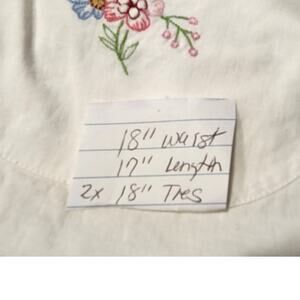 18" Waist
17" Length
2x 18" Ties